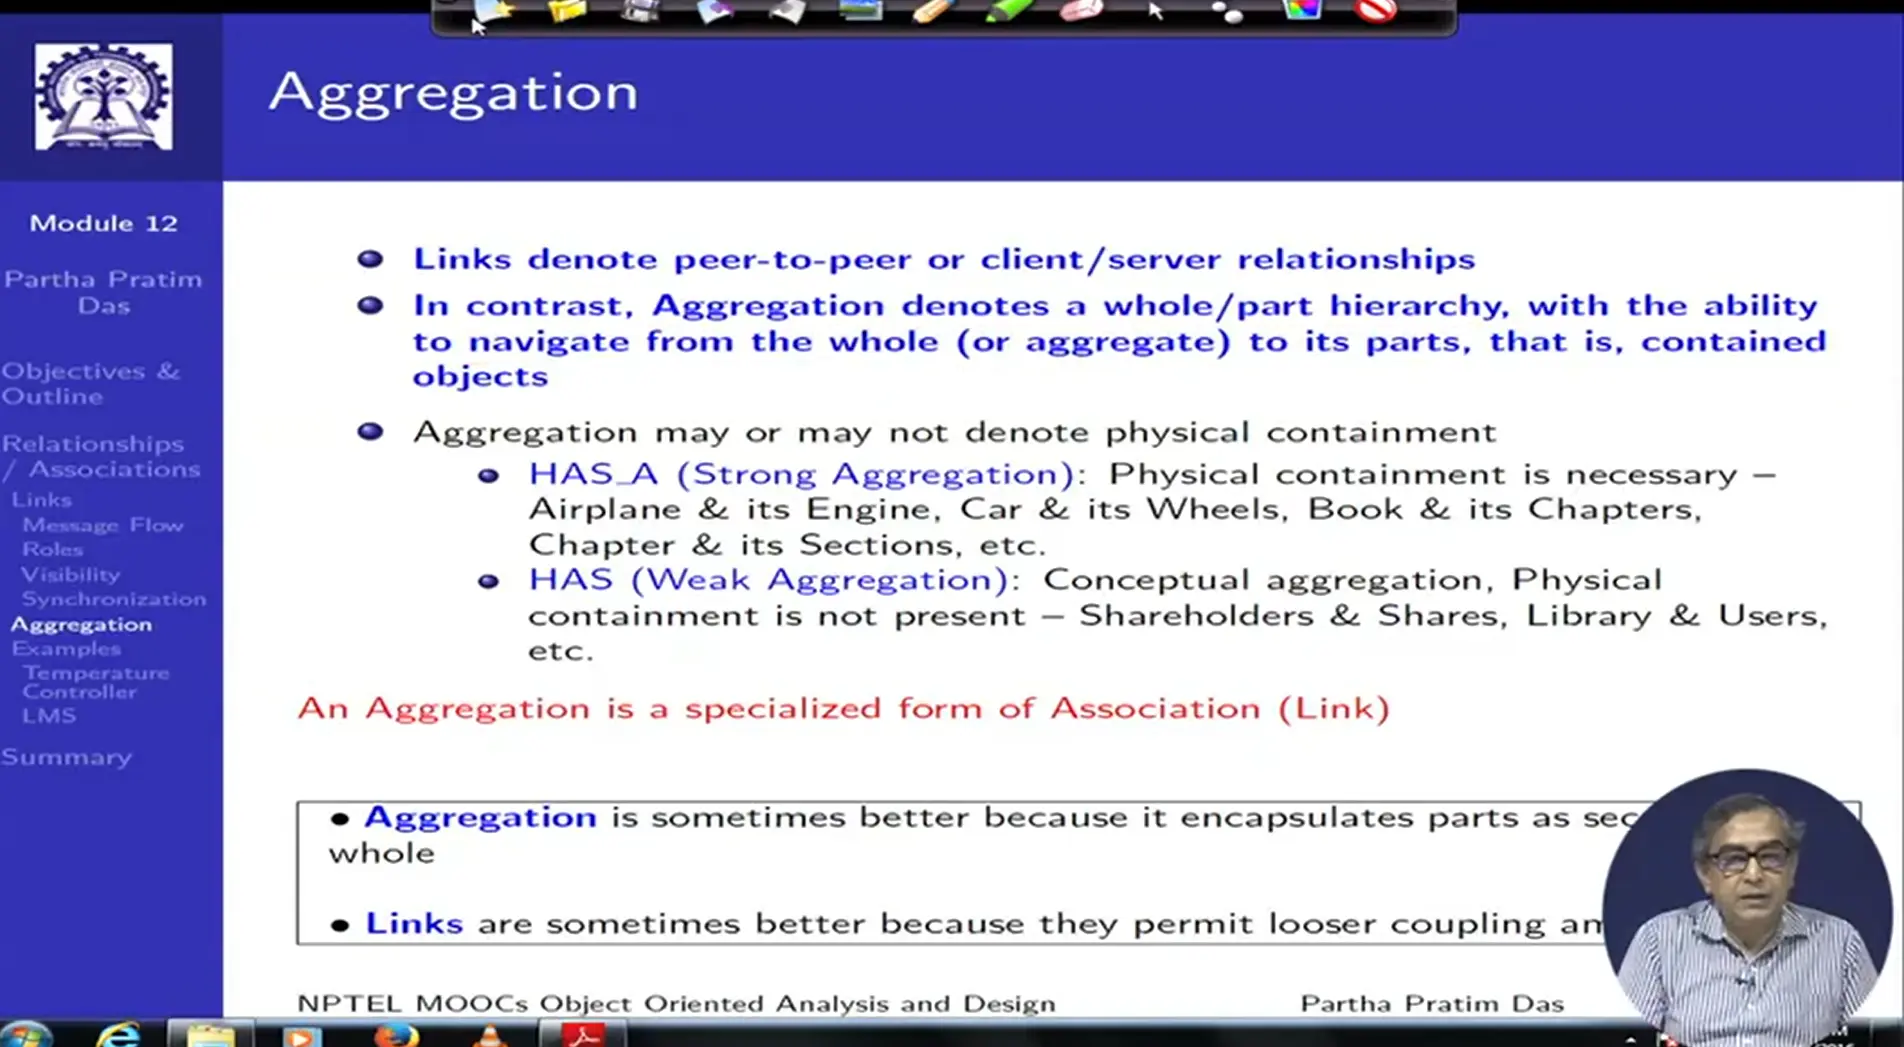 Aggregation
Module 12
Partha Pratim
Das
Objectives &
Outline
Relationships
/ Associations
Links
Message Flow
Roles
Visibility
Synchronization
Aggregation
Examples
Temperature
Controller
LMS
Summary
Links denote peer-to-peer or client/server relationships
In contrast, Aggregation denotes a whole/part hierarchy, with the ability
to navigate from the whole (or aggregate) to its parts, that is, contained
objects
Aggregation may or may not denote physical containment
HAS_A (Strong Aggregation): Physical containment is necessary –
Airplane & its Engine, Car & its Wheels, Book & its Chapters,
Chapter & its Sections, etc.
HAS (Weak Aggregation): Conceptual aggregation, Physical
containment is not present – Shareholders & Shares, Library & Users,
etc.
An Aggregation is a specialized form of Association (Link)
• Aggregation is sometimes better because it encapsulates parts as
whole
• Links are sometimes better because they permit looser coupling
NPTEL MOOCs Object Oriented Analysis and Design
Partha Pratim Das